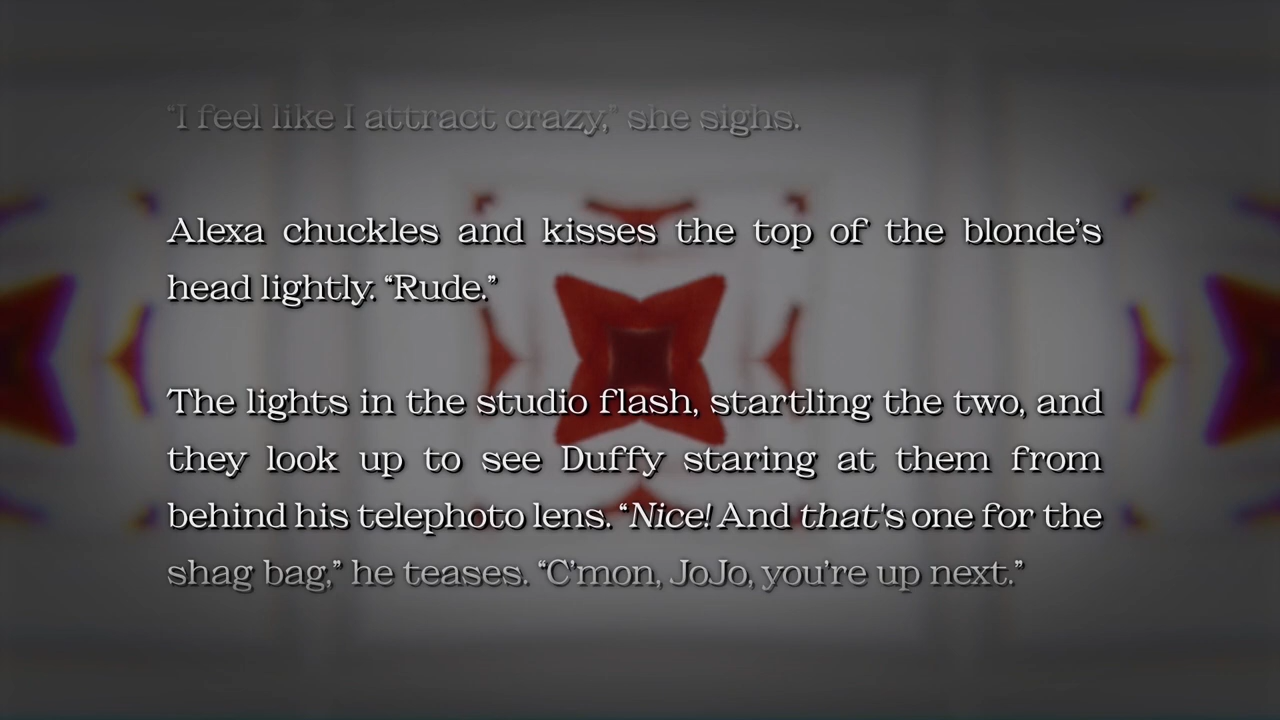 “I feel like I attract crazy,” she sighs.
Alexa chuckles and kisses the top of the blonde’s
head lightly. “Rude.”
The lights in the studio flash, startling the two, and
they look up to see Duffy staring at them from
behind his telephoto lens. “Nice! And that's one for the
shag bag,” he teases. “C’mon, JoJo, you’re up next.”